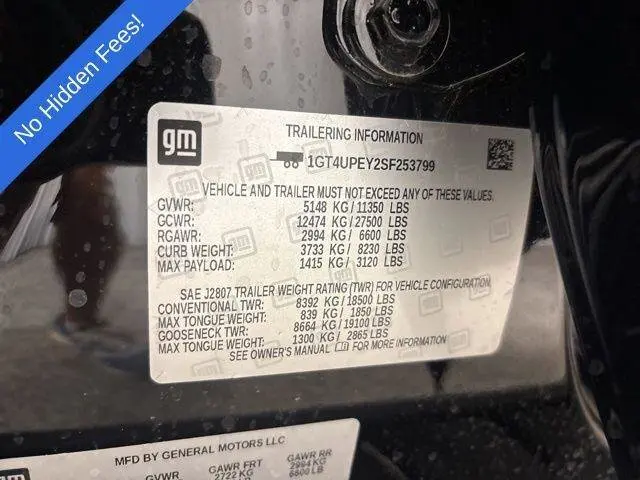 No Hidden Fees!
gm
TRAILERING INFORMATION
1GT4UPEY2SF253799
VEHICLE AND TRAILER MUST NOT EXCEED ANY OF THESE VALUES.
GVWR: 5148 KG/11350 LBS
GCWR: 12474 KG/27500 LBS
RGAWR: 2994 KG/ 6600 LBS
CURB WEIGHT: 3733 KG/ 8230 LBS
MAX PAYLOAD: 1415 KG/ 3120 LBS
SAE J2807 TRAILER WEIGHT RATING (TWR) FOR VEHICLE CONFIGURATION.
CONVENTIONAL TWR: 8392 KG/18500 LBS
MAX TONGUE WEIGHT: 839 KG/ 1850 LBS
GOOSENECK TWR: 8664 KG/19100 LBS
MAX TONGUE WEIGHT: 1300 KG/ 2865 LBS
SEE OWNER'S MANUAL FOR MORE INFORMATION
MFD BY GENERAL MOTORS LLC
gm
GVWR GAWR FRT GAWR RR
2722 KG 2994 KG
6600 LB